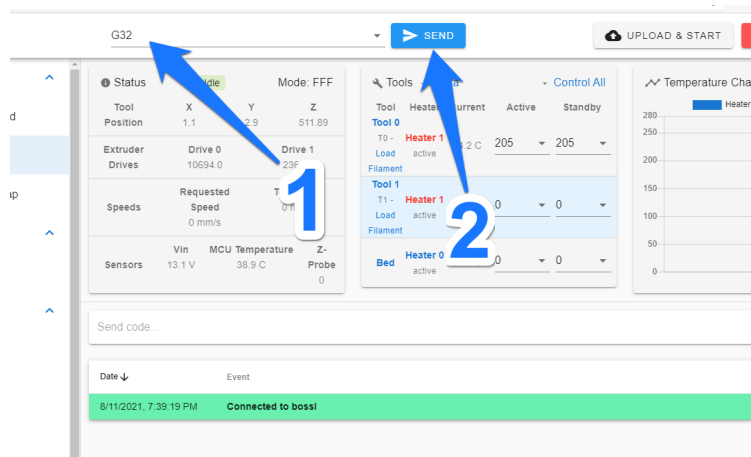 G32
SEND
UPLOAD & START
Status
Idle
Mode: FFF
Tool Position
X
Y
Z
1.1
2.9
511.89
Extruder Drives
Drive 0
Drive 1
10694.0
236
Speeds
Requested Speed
0 mm/s
Sensors
Vin
MCU Temperature
Z-Probe
13.1 V
38.9 C
0
1
Tools
Control All
Tool
Heater
Current
Active
Standby
Tool 0
T0 -
Load
Filament
Heater 1
active
205
205
Tool 1
T1 -
Load
Filament
Heater 1
active
0
0
Bed
Heater 0
active
0
0
2
Temperature Cha
Heater
280
250
200
150
100
50
0
Send code...
Date
Event
8/11/2021, 7:39:19 PM
Connected to bossl